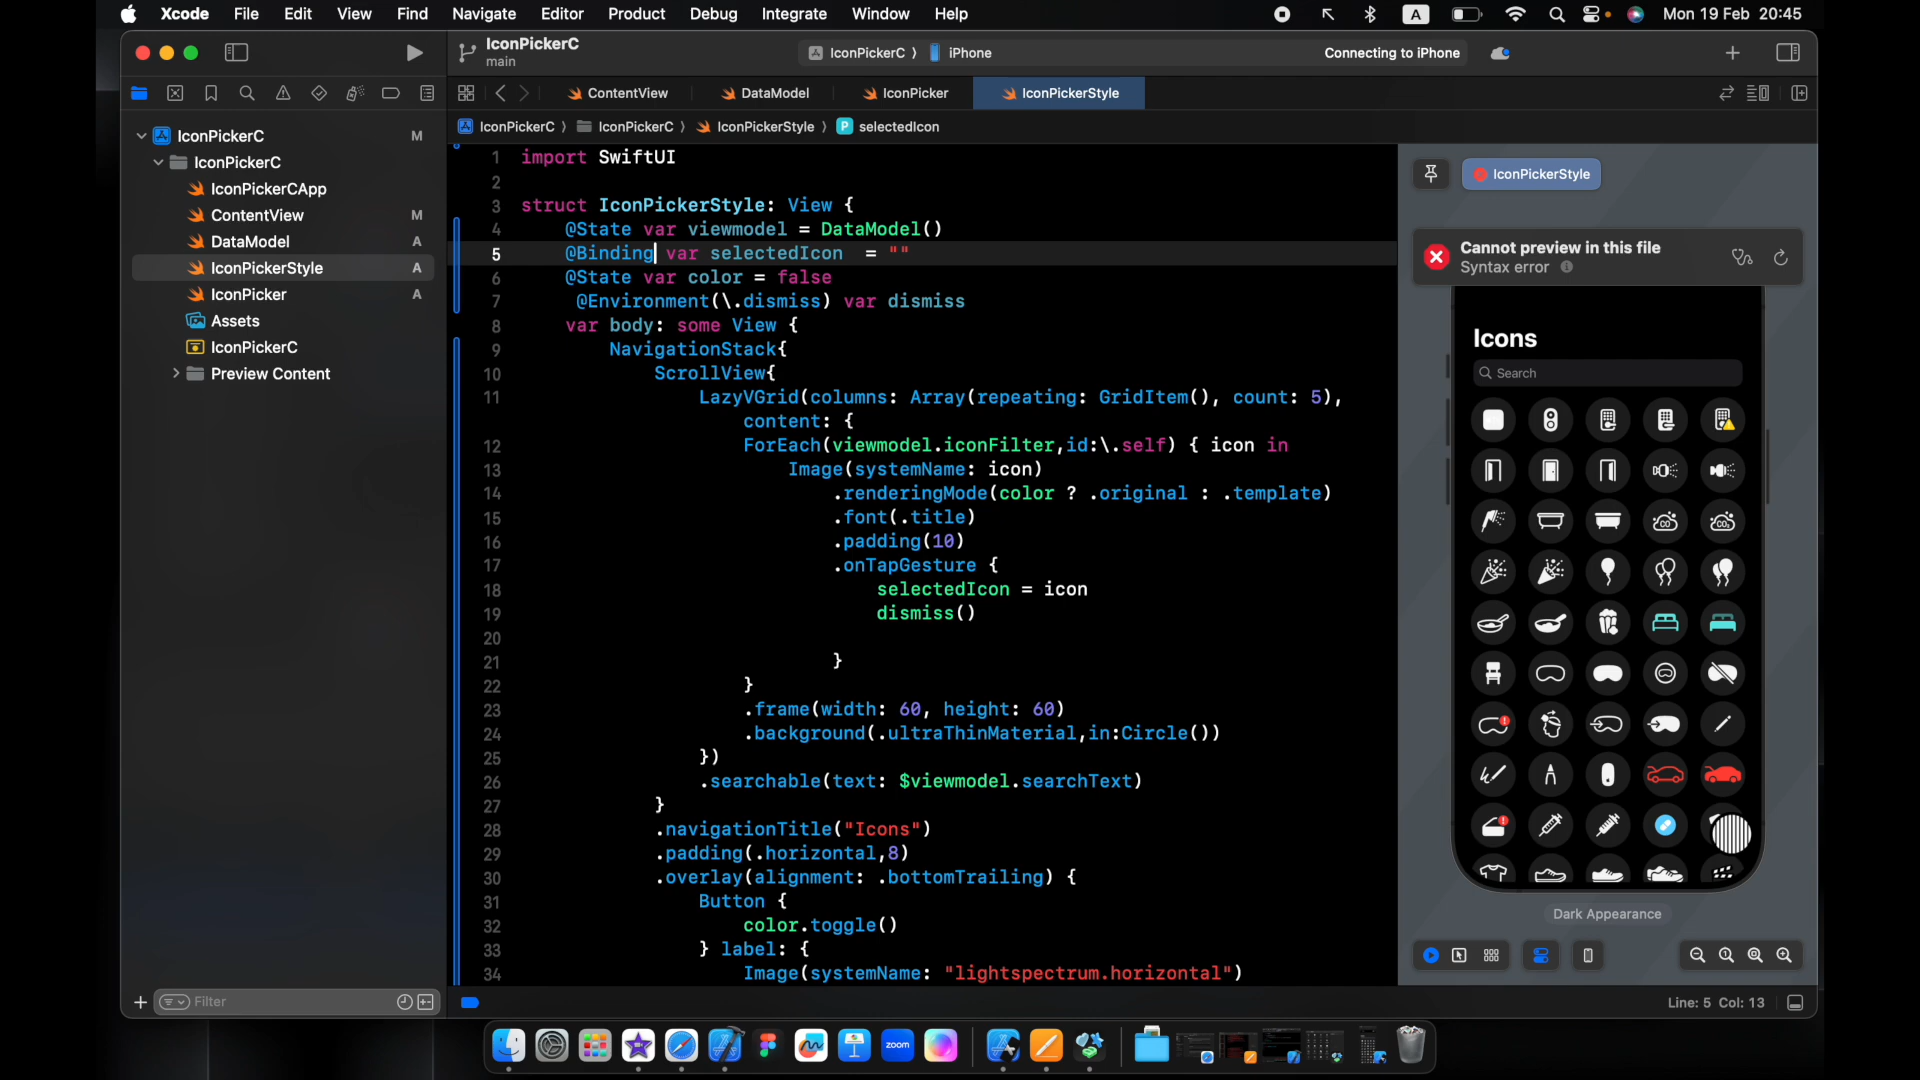 Xcode File Edit View Find Navigate Editor Product Debug Integrate Window Help
A
Mon 19 Feb 20:45
IconPickerC
main
IconPickerC 〉 iPhone
Connecting to iPhone
ContentView
DataModel
IconPicker
IconPickerStyle
IconPickerC 〉 IconPickerC 〉 IconPickerStyle 〉 P selectedIcon
IconPickerC M
IconPickerC
IconPickerCApp
ContentView M
DataModel A
IconPickerStyle A
IconPicker A
Assets
IconPickerC
Preview Content
Filter
1 import SwiftUI
2
3 struct IconPickerStyle: View {
4 @State var viewmodel = DataModel()
5 @Binding var selectedIcon  = ""
6 @State var color = false
7 @Environment(\.dismiss) var dismiss
8 var body: some View {
9 NavigationStack{
10 ScrollView{
11 LazyVGrid(columns: Array(repeating: GridItem(), count: 5),
content: {
12 ForEach(viewmodel.iconFilter,id:\.self) { icon in
13 Image(systemName: icon)
14 .renderingMode(color ? .original : .template)
15 .font(.title)
16 .padding(10)
17 .onTapGesture {
18 selectedIcon = icon
19 dismiss()
20
21 }
22 }
23 .frame(width: 60, height: 60)
24 .background(.ultraThinMaterial,in:Circle())
25 })
26 .searchable(text: $viewmodel.searchText)
27 }
28 .navigationTitle("Icons")
29 .padding(.horizontal,8)
30 .overlay(alignment: .bottomTrailing) {
31 Button {
32 color.toggle()
33 } label: {
34 Image(systemName: "lightspectrum.horizontal")
IconPickerStyle
Cannot preview in this file
Syntax error
Icons
Search
CO
CO₂
Dark Appearance
Line: 5 Col: 13
zoom